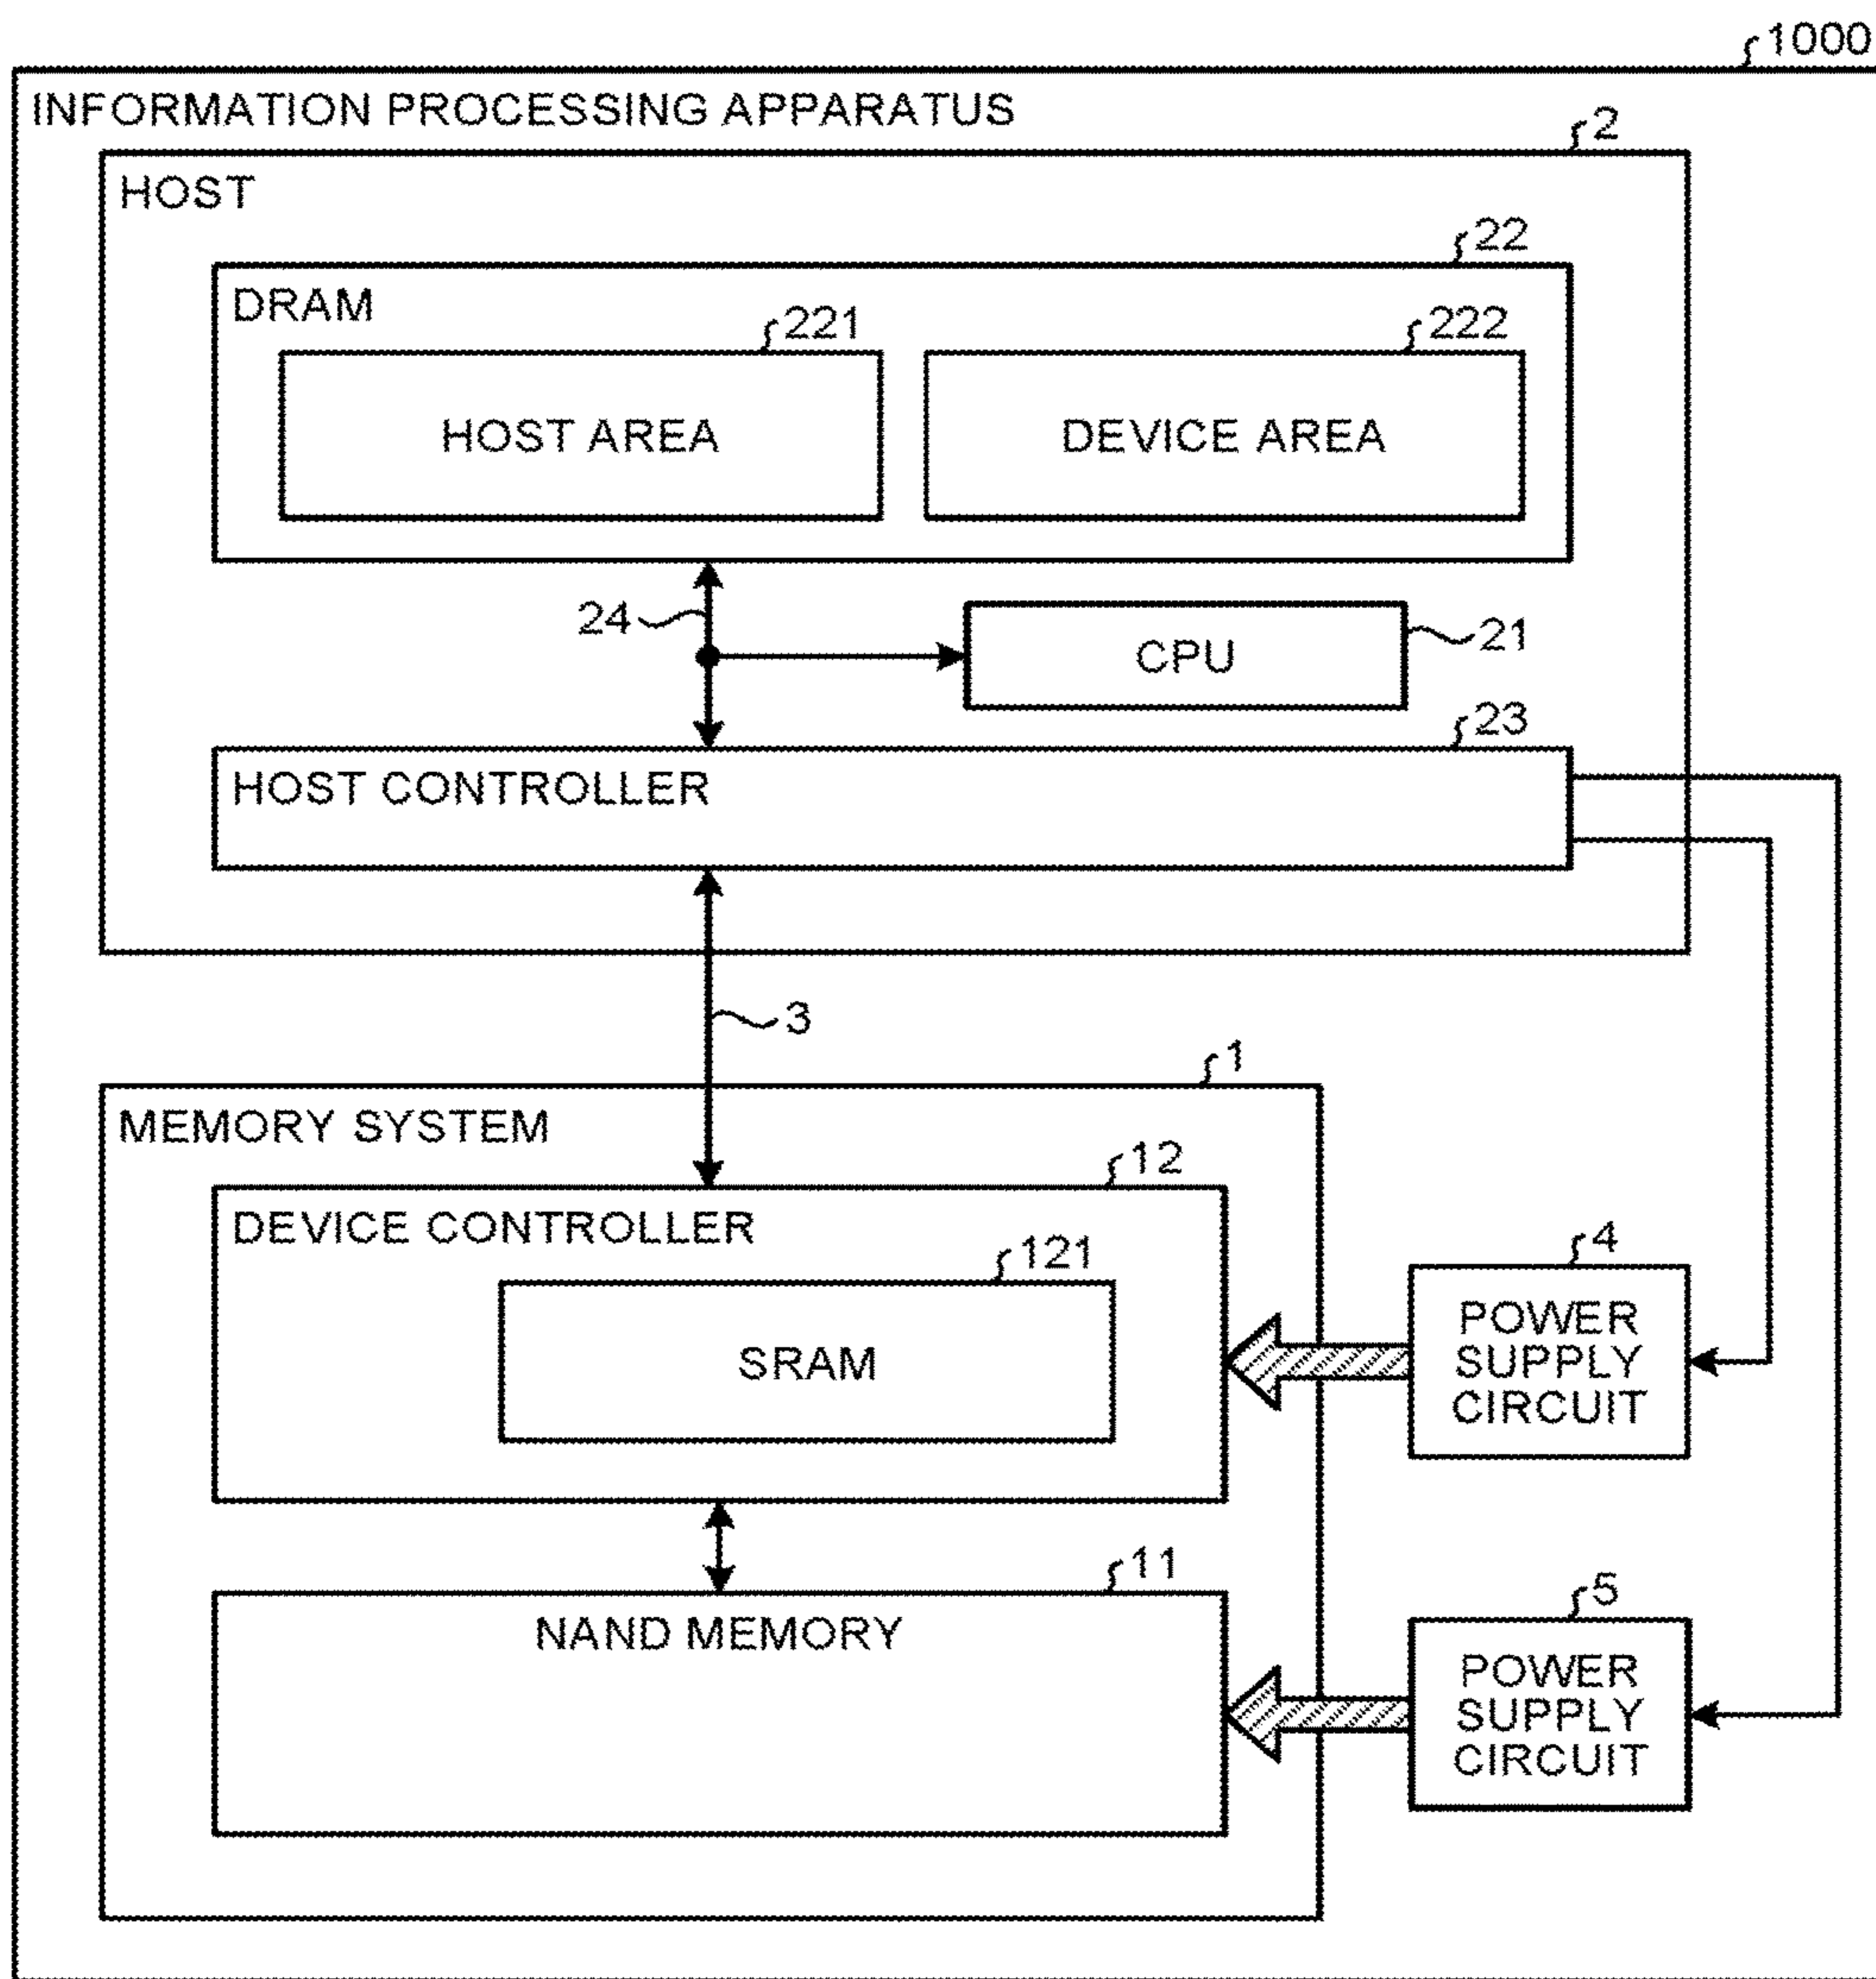 1000
INFORMATION PROCESSING APPARATUS
2
HOST
22
DRAM
221
222
HOST AREA
DEVICE AREA
24
CPU
21
23
HOST CONTROLLER
3
1
MEMORY SYSTEM
12
DEVICE CONTROLLER
121
SRAM
4
POWER
SUPPLY
CIRCUIT
11
NAND MEMORY
5
POWER
SUPPLY
CIRCUIT